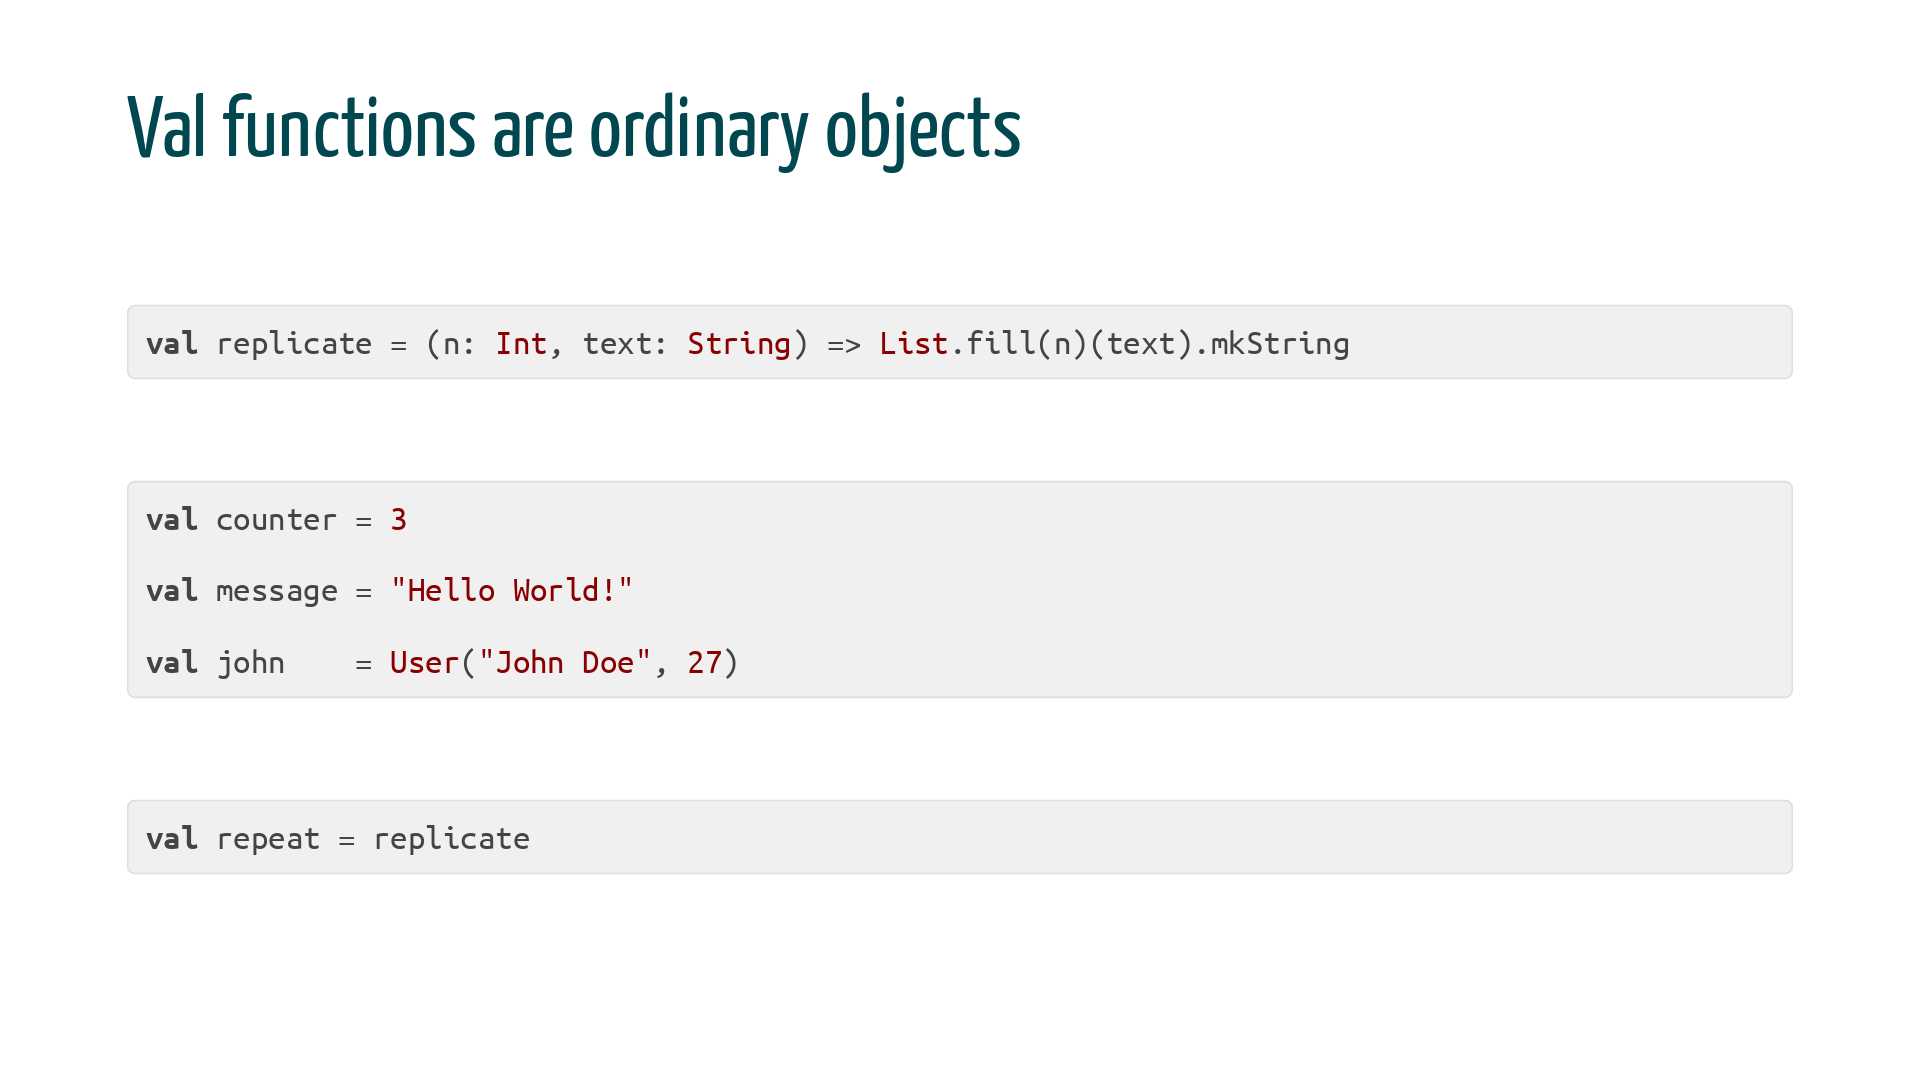 Val functions are ordinary objects
val replicate = (n: Int, text: String) => List.fill(n)(text).mkString
val counter = 3
val message = "Hello World!"
val john    = User("John Doe", 27)
val repeat = replicate